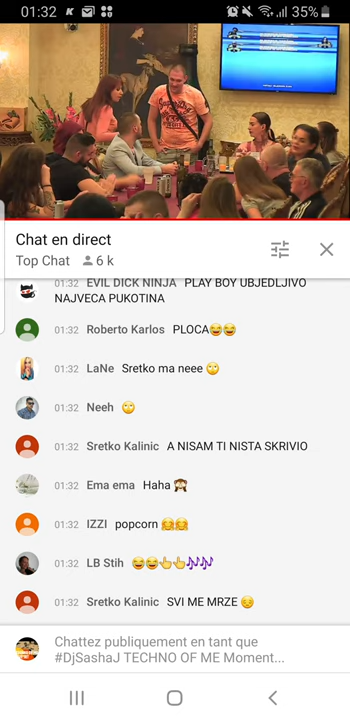 01:32
35%
Chat en direct
Top Chat 6 k
01:32 EVIL DICK NINJA PLAY BOY UBJEDLJIVO
NAJVECA PUKOTINA
01:32 Roberto Karlos PLOCA😂😂
01:32 LaNe Sretko ma neee 🙄
01:32 Neeh 🙄
01:32 Sretko Kalinic A NISAM TI NISTA SKRIVIO
01:32 Ema ema Haha 🙊
01:32 IZZI popcorn 🤗🤗
01:32 LB Stih 😂😂👆👆🎶🎶
01:32 Sretko Kalinic SVI ME MRZE 😔
Chattez publiquement en tant que
#DjSashaJ TECHNO OF ME Moment...